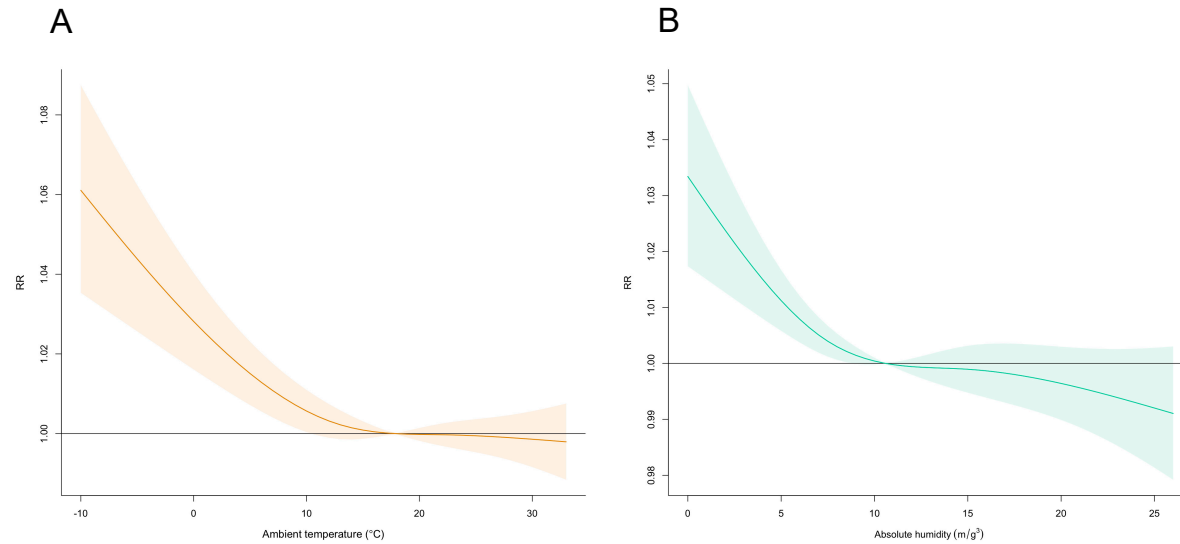 A
B
RR
1.08
1.06
1.04
1.02
1.00
-10 0 10 20 30
Ambient temperature (°C)
RR
1.05
1.04
1.03
1.02
1.01
1.00
0.99
0.98
0 5 10 15 20 25
Absolute humidity (m/g³)